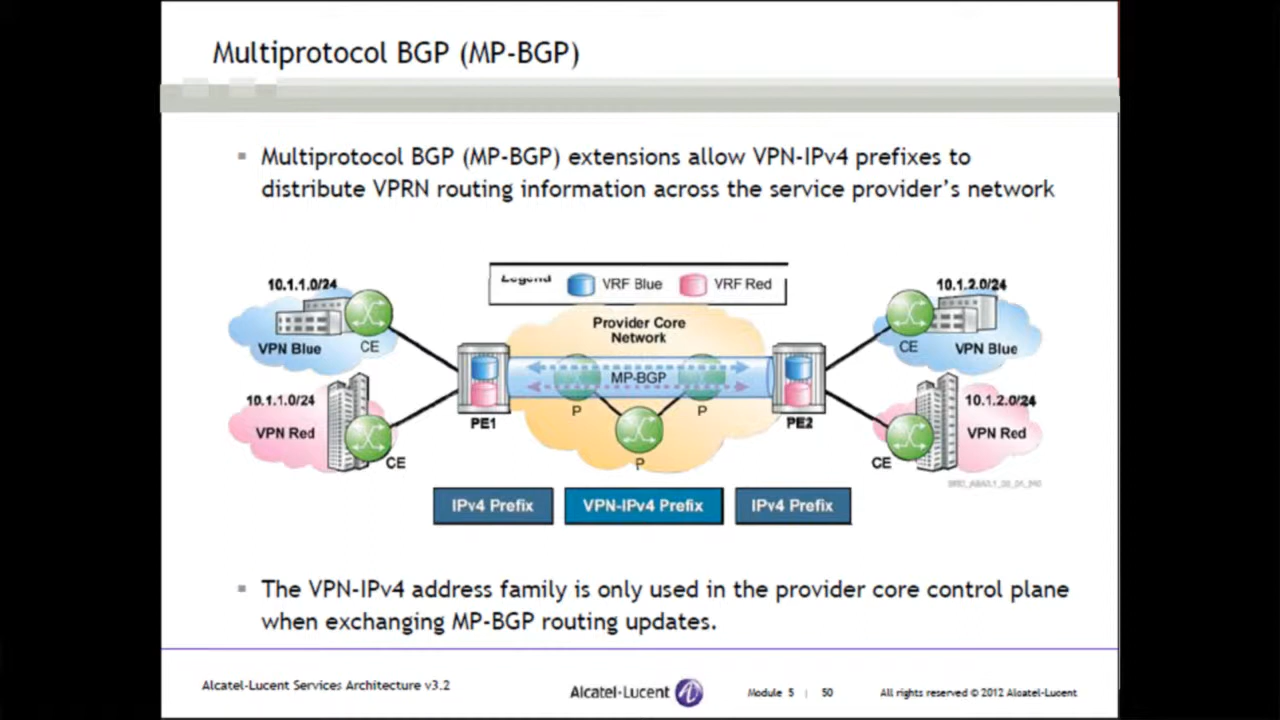 Multiprotocol BGP (MP-BGP)
Multiprotocol BGP (MP-BGP) extensions allow VPN-IPv4 prefixes to
distribute VPRN routing information across the service provider's network
Legend VRF Blue VRF Red
10.1.1.0/24
VPN Blue
CE
10.1.1.0/24
VPN Red
CE
PE1
Provider Core
Network
MP-BGP
P
P
P
PE2
10.1.2.0/24
CE
VPN Blue
10.1.2.0/24
VPN Red
CE
IPv4 Prefix
VPN-IPv4 Prefix
IPv4 Prefix
The VPN-IPv4 address family is only used in the provider core control plane
when exchanging MP-BGP routing updates.
Alcatel-Lucent Services Architecture v3.2
Alcatel-Lucent
Module 5 | 50
All rights reserved © 2012 Alcatel-Lucent